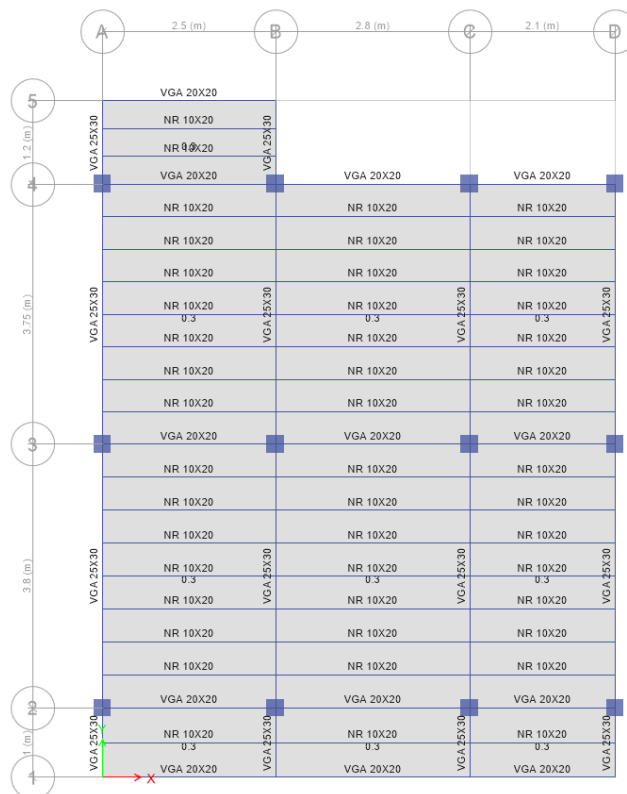 A B C D
2.5 (m) 2.8 (m) 2.1 (m)
5
VGA 20X20
NR 10X20
1.2 (m) VGA 25X30 VGA 25X30
NR 10X20
0.3
4
VGA 20X20 VGA 20X20 VGA 20X20
NR 10X20 NR 10X20 NR 10X20
NR 10X20 NR 10X20 NR 10X20
NR 10X20 NR 10X20 NR 10X20
NR 10X20 NR 10X20 NR 10X20
3.75 (m) VGA 25X30 VGA 25X30 VGA 25X30 VGA 25X30
0.3 0.3 0.3
NR 10X20 NR 10X20 NR 10X20
NR 10X20 NR 10X20 NR 10X20
NR 10X20 NR 10X20 NR 10X20
3
VGA 20X20 VGA 20X20 VGA 20X20
NR 10X20 NR 10X20 NR 10X20
NR 10X20 NR 10X20 NR 10X20
NR 10X20 NR 10X20 NR 10X20
NR 10X20 NR 10X20 NR 10X20
3.8 (m) VGA 25X30 VGA 25X30 VGA 25X30 VGA 25X30
0.3 0.3 0.3
NR 10X20 NR 10X20 NR 10X20
NR 10X20 NR 10X20 NR 10X20
NR 10X20 NR 10X20 NR 10X20
2
VGA 20X20 VGA 20X20 VGA 20X20
Y
NR 10X20 NR 10X20 NR 10X20
1 (m) VGA 25X30 VGA 25X30 VGA 25X30 VGA 25X30
0.3 0.3 0.3
VGA 20X20 VGA 20X20 VGA 20X20
1
X